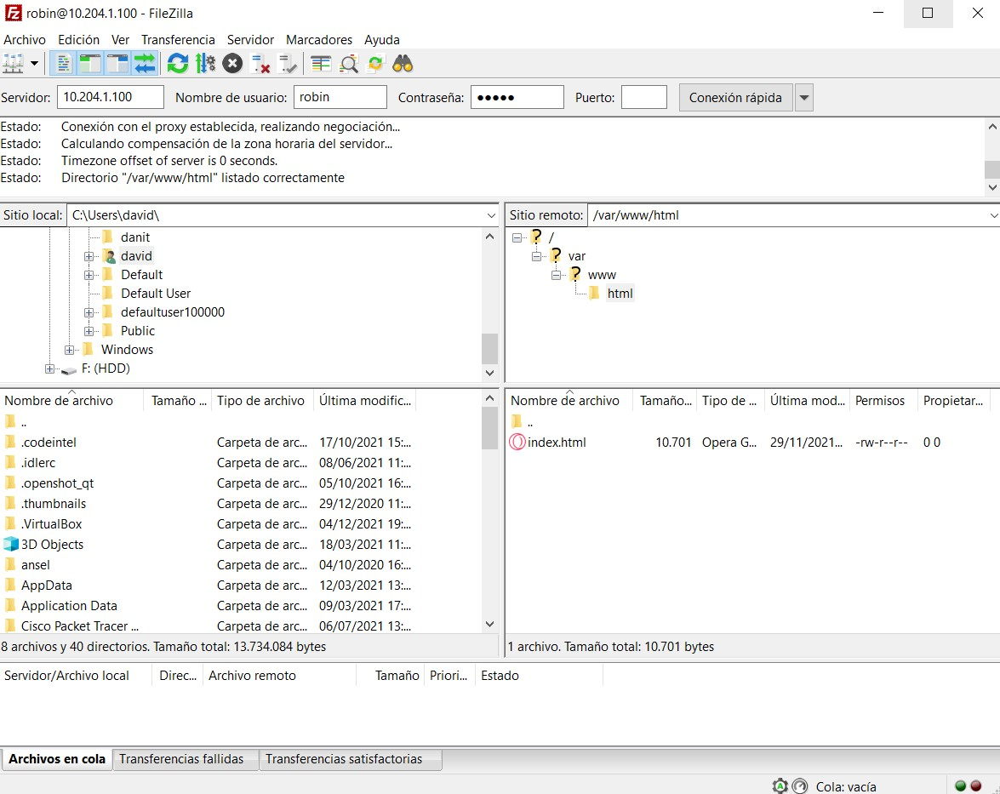 robin@10.204.1.100 - FileZilla
Archivo Edición Ver Transferencia Servidor Marcadores Ayuda
Servidor: 10.204.1.100 Nombre de usuario: robin Contraseña: ●●●●● Puerto: Conexión rápida
Estado: Conexión con el proxy establecida, realizando negociación...
Estado: Calculando compensación de la zona horaria del servidor...
Estado: Timezone offset of server is 0 seconds.
Estado: Directorio "/var/www/html" listado correctamente
Sitio local: C:\Users\david\
danit
david
Default
Default User
defaultuser100000
Public
Windows
F: (HDD)
Sitio remoto: /var/www/html
/
var
www
html
Nombre de archivo Tamaño ... Tipo de archivo Última modific...
..
.codeintel Carpeta de arc... 17/10/2021 15:...
.idlerc Carpeta de arc... 08/06/2021 11:...
.openshot_qt Carpeta de arc... 05/10/2021 16:...
.thumbnails Carpeta de arc... 29/12/2020 11:...
.VirtualBox Carpeta de arc... 04/12/2021 19:...
3D Objects Carpeta de arc... 18/03/2021 11:...
ansel Carpeta de arc... 04/10/2020 16:...
AppData Carpeta de arc... 12/03/2021 13:...
Application Data Carpeta de arc... 09/03/2021 17:...
Cisco Packet Tracer ... Carpeta de arc... 06/07/2021 13:...
8 archivos y 40 directorios. Tamaño total: 13.734.084 bytes
Nombre de archivo Tamaño... Tipo de ... Última mod... Permisos Propietar...
..
index.html 10.701 Opera G... 29/11/2021... -rw-r--r-- 0 0
1 archivo. Tamaño total: 10.701 bytes
Servidor/Archivo local Direc... Archivo remoto Tamaño Priori... Estado
Archivos en cola Transferencias fallidas Transferencias satisfactorias
Cola: vacía